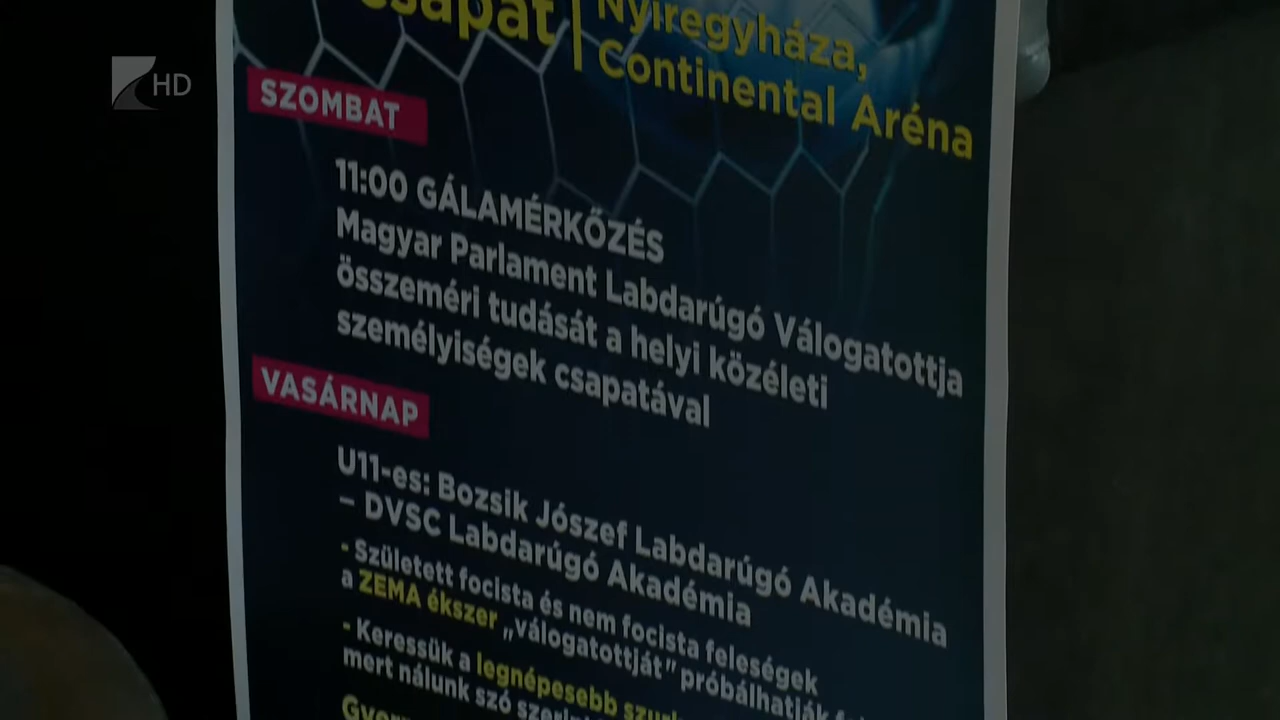 HD
csapat
Nyíregyháza,
Continental Aréna
SZOMBAT
11:00 GÁLAMÉRKŐZÉS
Magyar Parlament Labdarúgó Válogatottja
összeméri tudását a helyi közéleti
személyiségek csapatával
VASÁRNAP
U11-es: Bozsik Jószef Labdarúgó Akadémia
– DVSC Labdarúgó Akadémia
- Született focista és nem focista feleségek
a ZEMA ékszer „válogatottját" próbálhatják
- Keressük a legnépesebb
mert nálunk szó